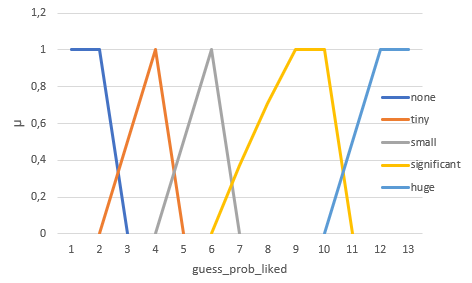 1,2
1
0,8
0,6
0,4
0,2
0
μ
1 2 3 4 5 6 7 8 9 10 11 12 13
guess_prob_liked
none
tiny
small
significant
huge